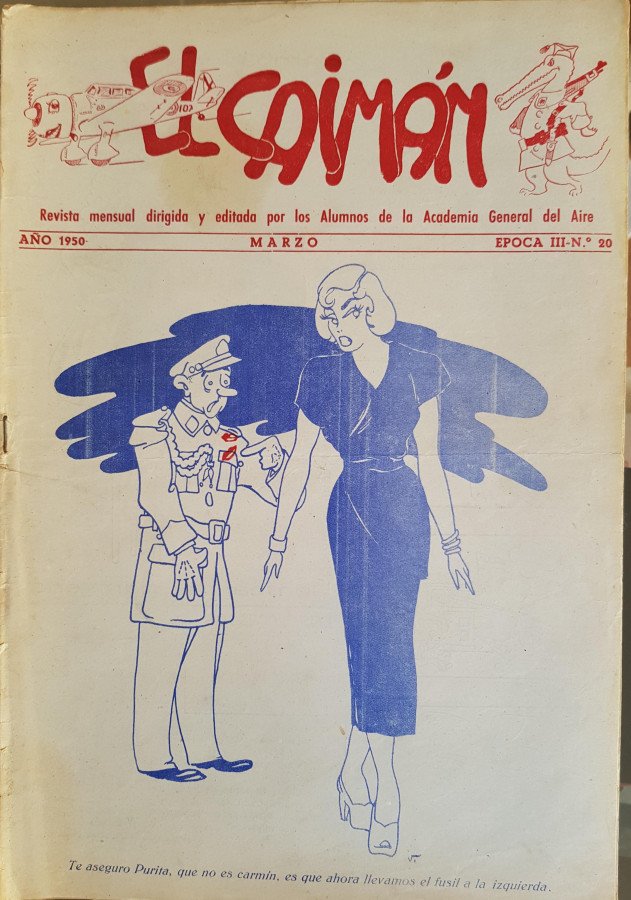 EL CAIMÁN
Revista mensual dirigida y editada por los Alumnos de la Academia General del Aire
AÑO 1950 MARZO EPOCA III-N.º 20
Te aseguro Purita, que no es carmín, es que ahora llevamos el fusil a la izquierda.